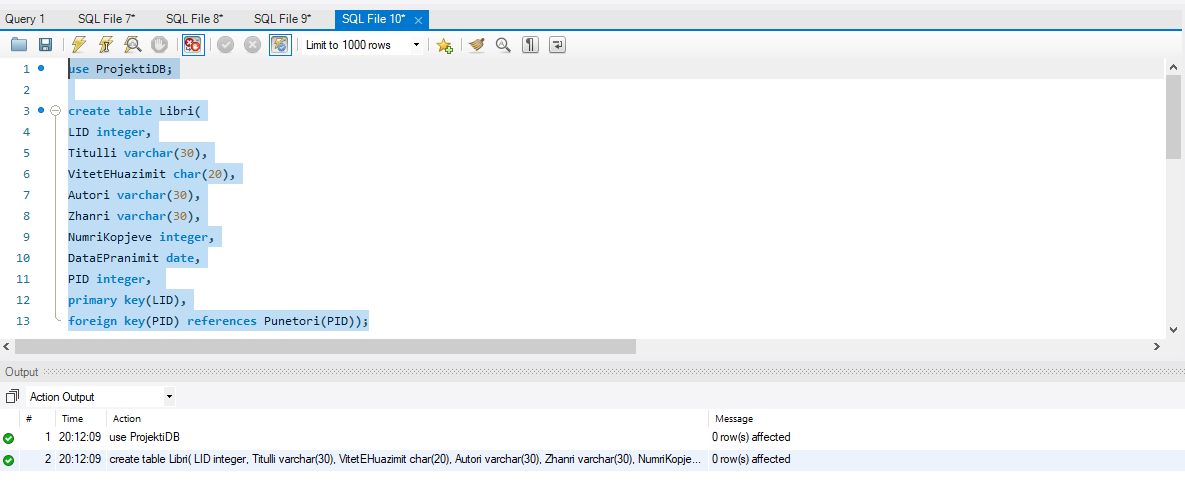 Query 1 SQL File 7* SQL File 8* SQL File 9* SQL File 10*
Limit to 1000 rows
1 use ProjektiDB;
2
3 create table Libri(
4 LID integer,
5 Titulli varchar(30),
6 VitetEHuazimit char(20),
7 Autori varchar(30),
8 Zhanri varchar(30),
9 NumriKopjeve integer,
10 DataEPranimit date,
11 PID integer,
12 primary key(LID),
13 foreign key(PID) references Punetori(PID));
Output
Action Output
# Time Action Message
1 20:12:09 use ProjektiDB 0 row(s) affected
2 20:12:09 create table Libri( LID integer, Titulli varchar(30), VitetEHuazimit char(20), Autori varchar(30), Zhanri varchar(30), NumriKopje... 0 row(s) affected